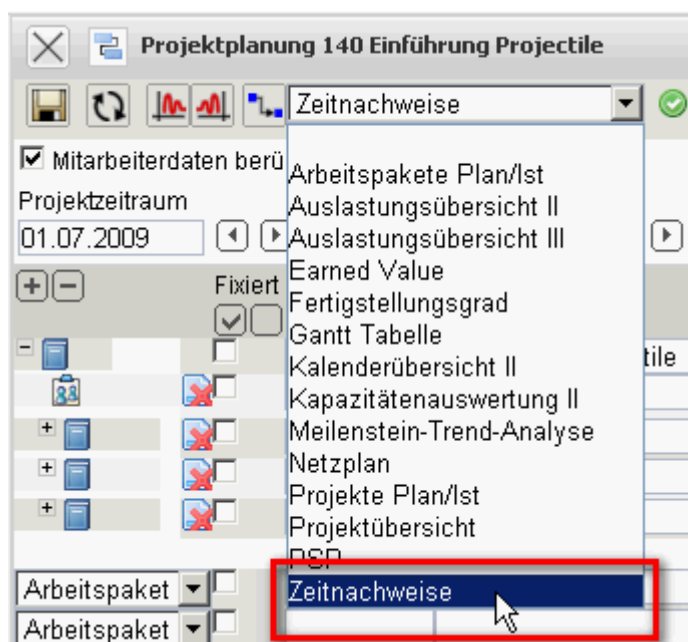 Projektplanung 140 Einführung Projectile
Zeitnachweise
Mitarbeiterdaten berü
Arbeitspakete Plan/Ist
Projektzeitraum
Auslastungsübersicht II
01.07.2009
Auslastungsübersicht III
Earned Value
Fixiert
Fertigstellungsgrad
Gantt Tabelle
tile
Kalenderübersicht II
Kapazitätenauswertung II
Meilenstein-Trend-Analyse
Netzplan
Projekte Plan/Ist
Projektübersicht
PSP
Zeitnachweise
Arbeitspaket
Arbeitspaket